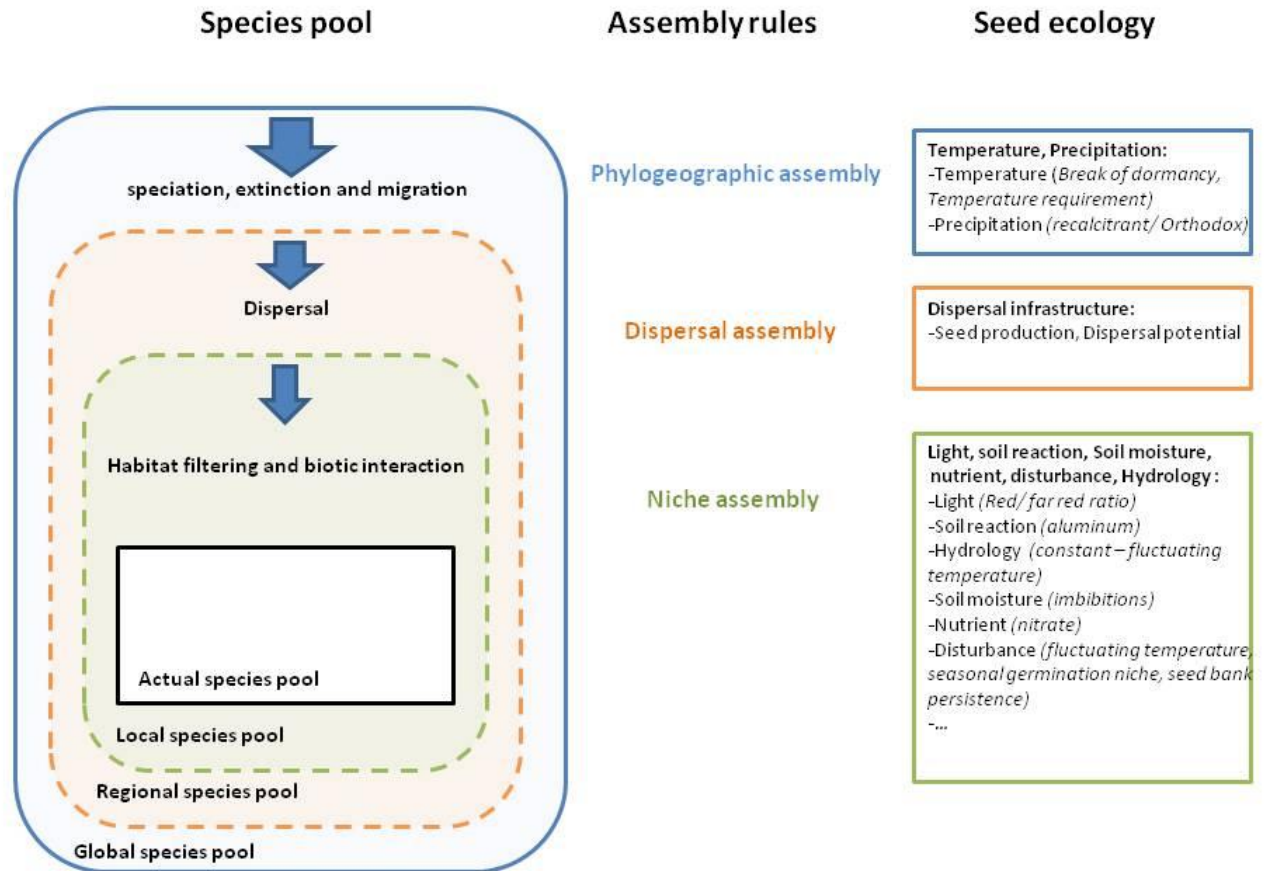 Species pool
Assembly rules
Seed ecology
speciation, extinction and migration
Dispersal
Habitat filtering and biotic interaction
Actual species pool
Local species pool
Regional species pool
Global species pool
Phylogeographic assembly
Dispersal assembly
Niche assembly
Temperature, Precipitation:
-Temperature (Break of dormancy,
Temperature requirement)
-Precipitation (recalcitrant/ Orthodox)
Dispersal infrastructure:
-Seed production, Dispersal potential
Light, soil reaction, Soil moisture,
nutrient, disturbance, Hydrology:
-Light (Red/ far red ratio)
-Soil reaction (aluminum)
-Hydrology (constant – fluctuating
temperature)
-Soil moisture (imbibitions)
-Nutrient (nitrate)
-Disturbance (fluctuating temperature,
seasonal germination niche, seed bank
persistence)
-...